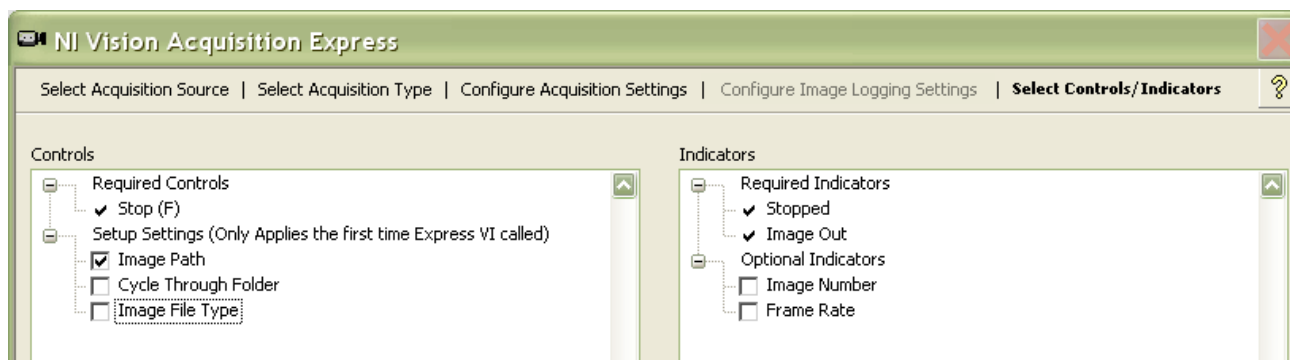 NI Vision Acquisition Express
Select Acquisition Source | Select Acquisition Type | Configure Acquisition Settings | Configure Image Logging Settings | Select Controls/Indicators ?
Controls
Required Controls
Stop (F)
Setup Settings (Only Applies the first time Express VI called)
Image Path
Cycle Through Folder
Image File Type
Indicators
Required Indicators
Stopped
Image Out
Optional Indicators
Image Number
Frame Rate